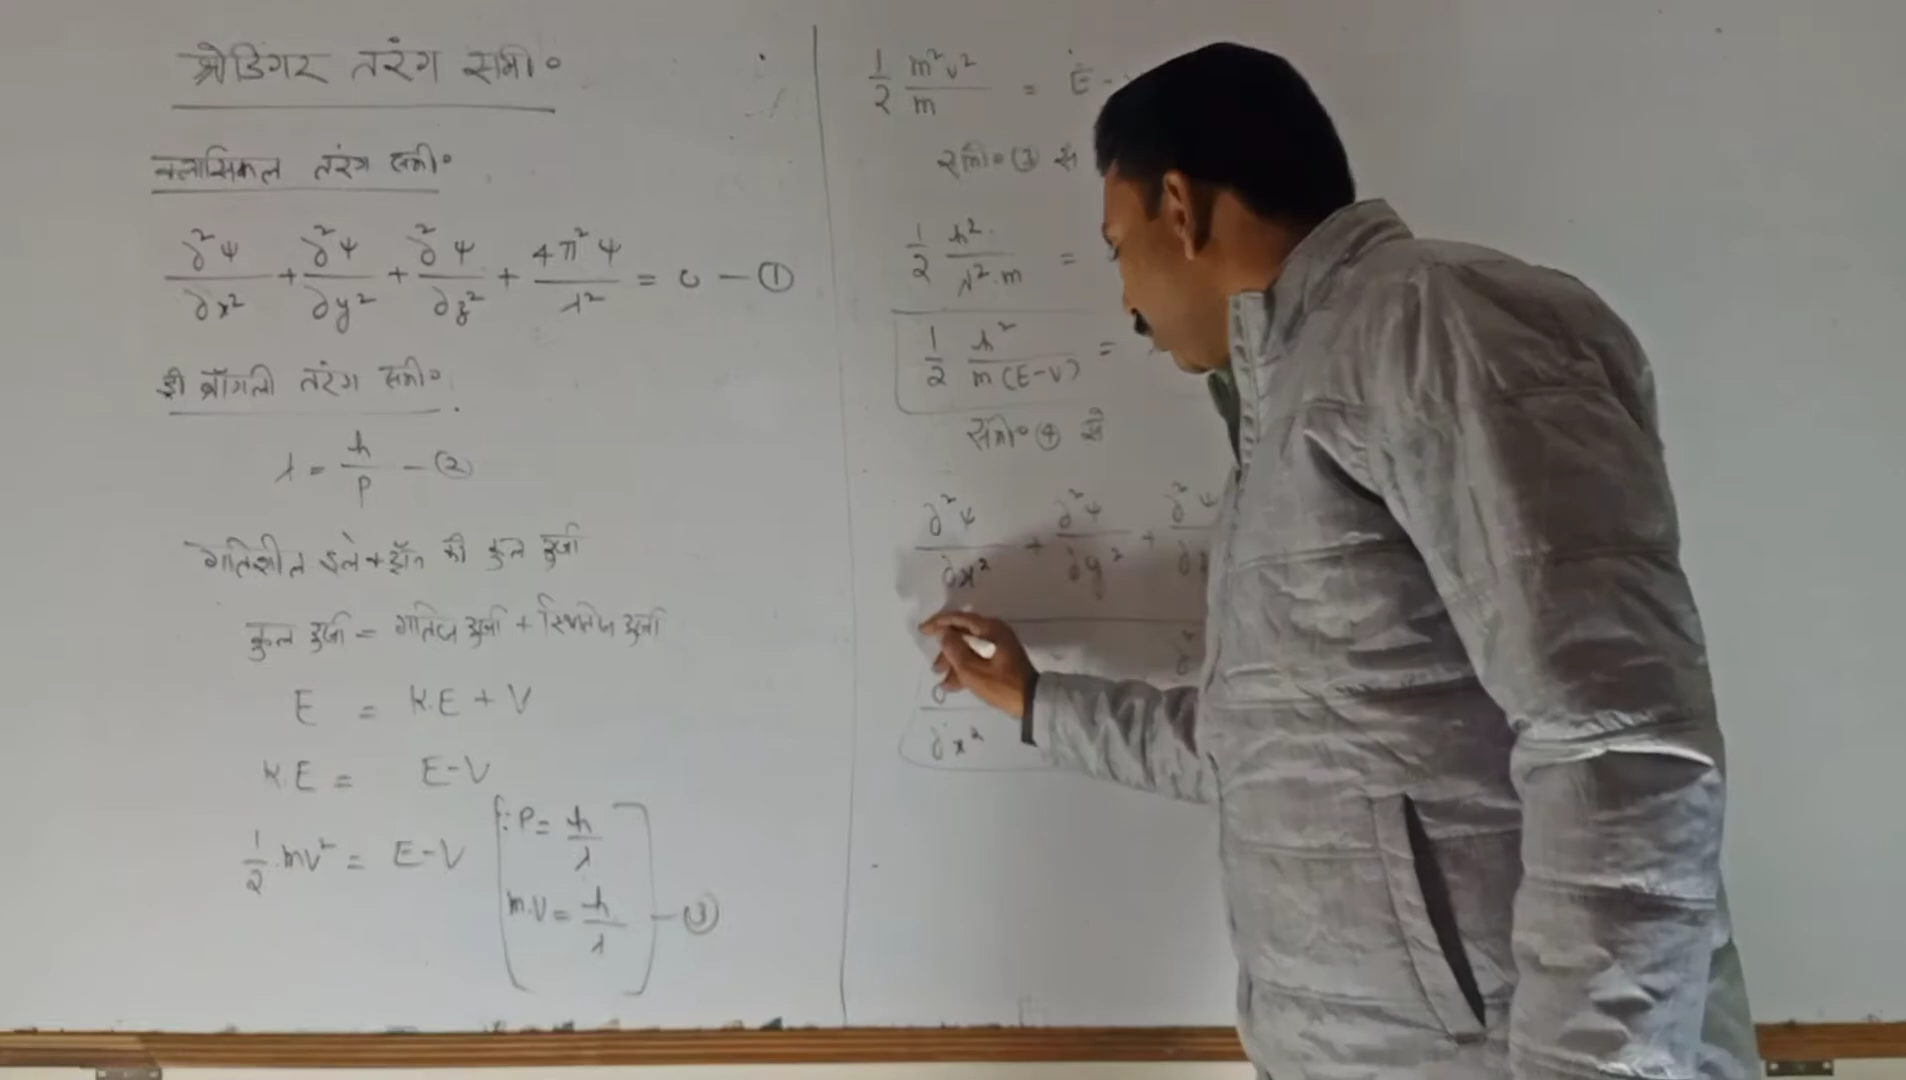 श्रोडिंगर तरंग समी०
क्लासिकल तरंग समी०
∂²ψ/∂x² + ∂²ψ/∂y² + ∂²ψ/∂z² + 4π²ψ/λ² = 0 — ①
डी ब्रॉगली तरंग समी०
λ = h/P — ②
गतिशील इलेक्ट्रॉन की कुल ऊर्जा
कुल ऊर्जा = गतिज ऊर्जा + स्थितिज ऊर्जा
E = K.E + V
K.E = E-V
1/2 .mv² = E-V
[∵ P = h/λ
m.v = h/λ] — ③
1/2 m²v²/m = E -
समी० ③ से
1/2 h²/λ².m =
1/2 h²/m(E-V) =
समी० ④ से
∂²ψ/∂x² + ∂²ψ/∂y² + ∂²ψ
∂x²